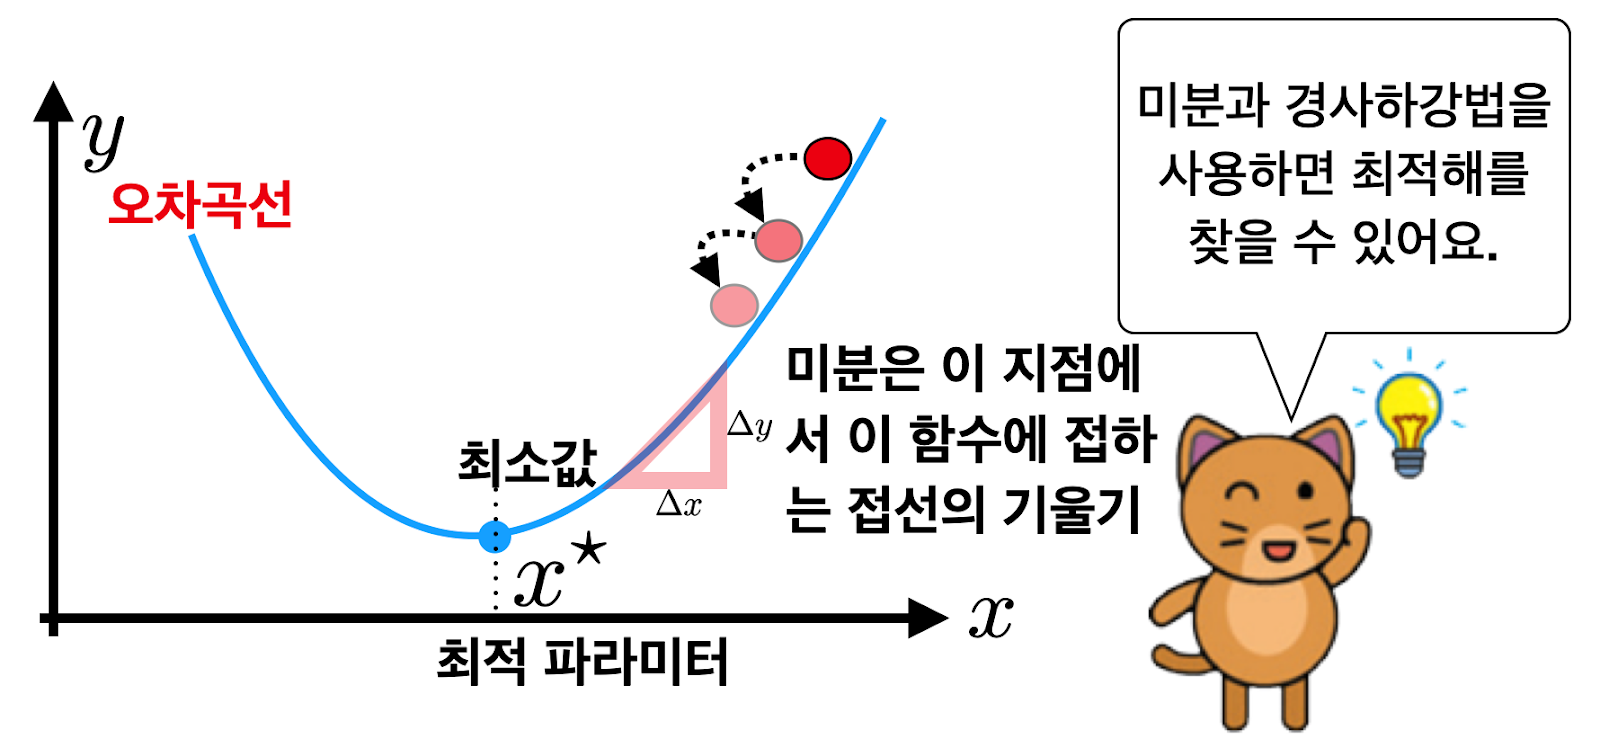 y
오차곡선
미분과 경사하강법을
사용하면 최적해를
찾을 수 있어요.
미분은 이 지점에
서 이 함수에 접하
는 접선의 기울기
Δy
최소값
Δx
x★
x
최적 파라미터